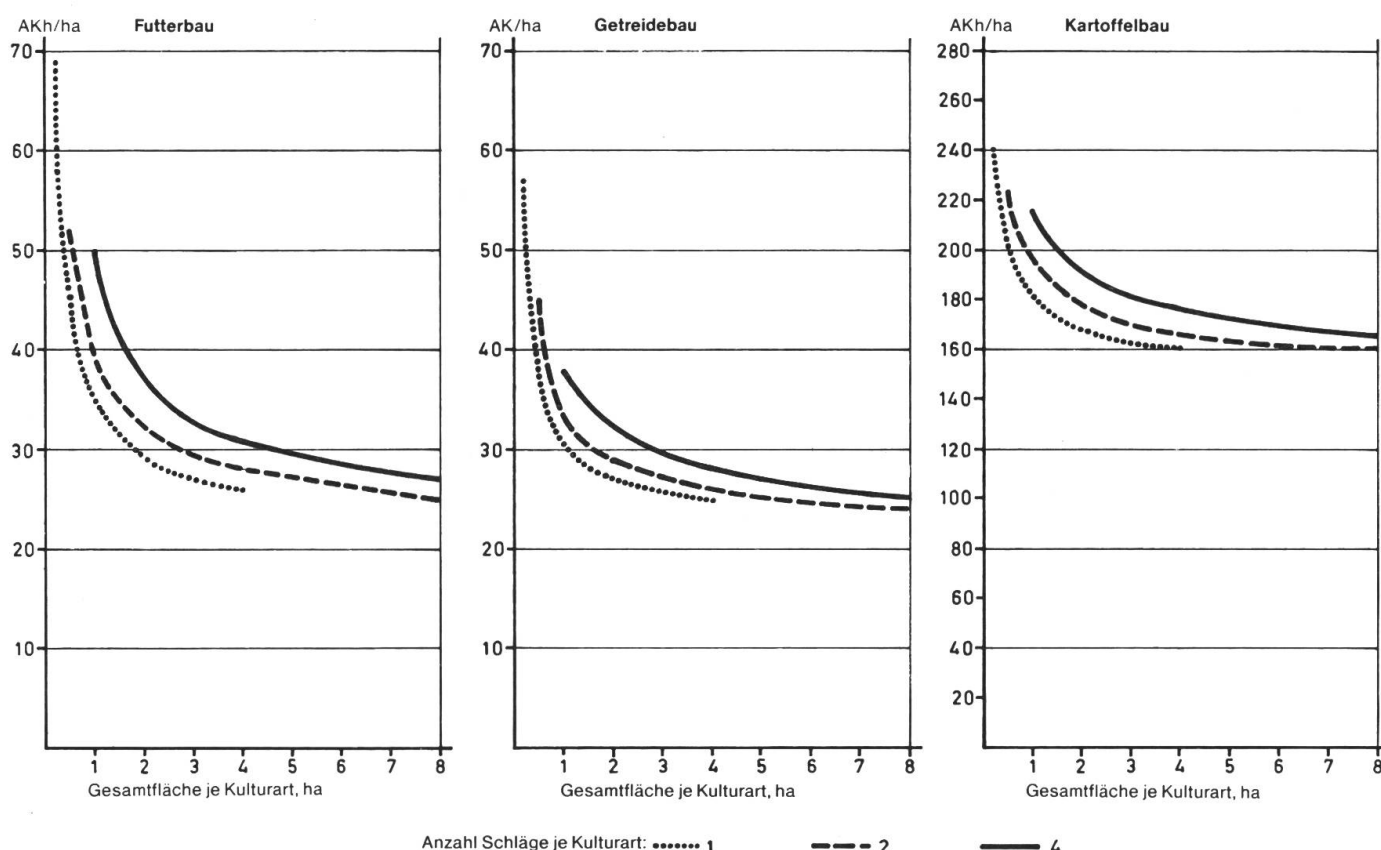 AKh/ha Futterbau
70
60
50
40
30
20
10
1 2 3 4 5 6 7 8
Gesamtfläche je Kulturart, ha
AK/ha Getreidebau
70
60
50
40
30
20
10
1 2 3 4 5 6 7 8
Gesamtfläche je Kulturart, ha
AKh/ha Kartoffelbau
280
260
240
220
200
180
160
140
120
100
80
60
40
20
1 2 3 4 5 6 7 8
Gesamtfläche je Kulturart, ha
Anzahl Schläge je Kulturart: 1 2 4